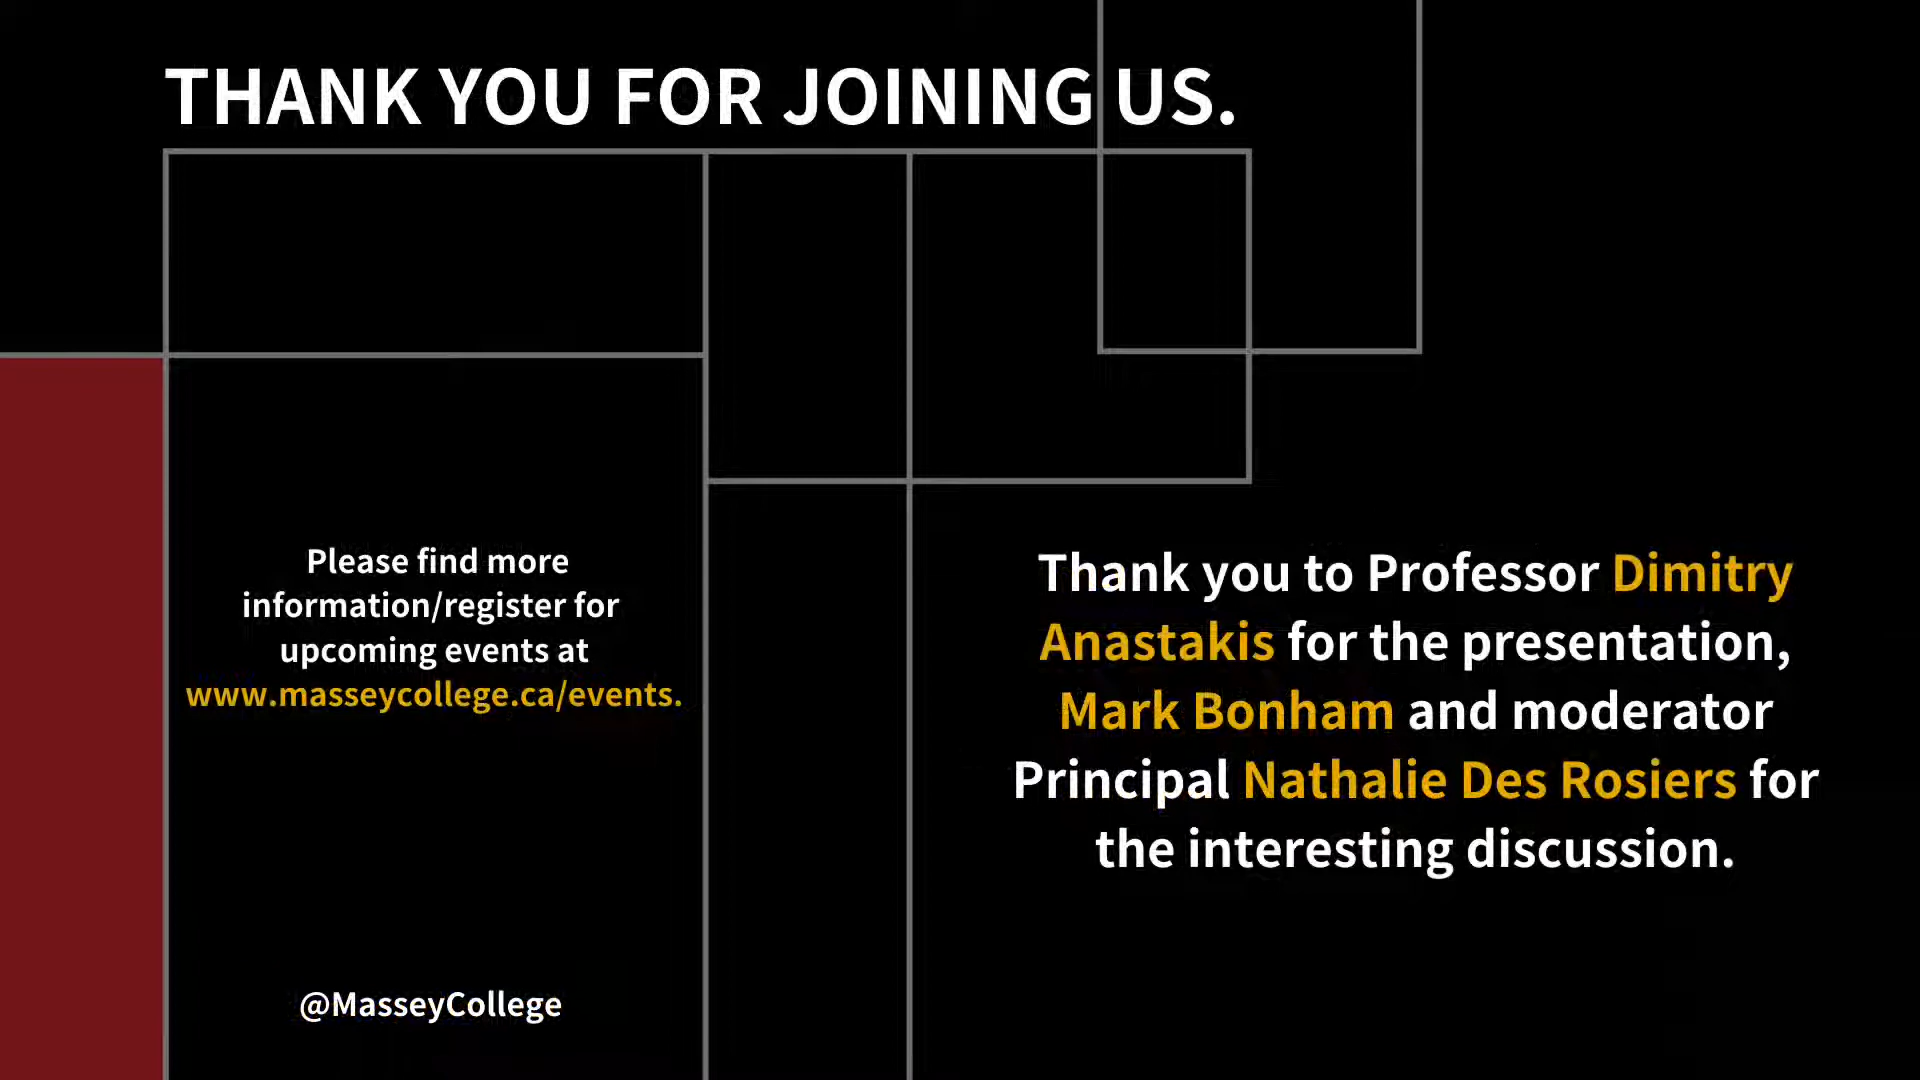 THANK YOU FOR JOINING US.
Please find more
information/register for
upcoming events at
www.masseycollege.ca/events.
@MasseyCollege
Thank you to Professor Dimitry
Anastakis for the presentation,
Mark Bonham and moderator
Principal Nathalie Des Rosiers for
the interesting discussion.